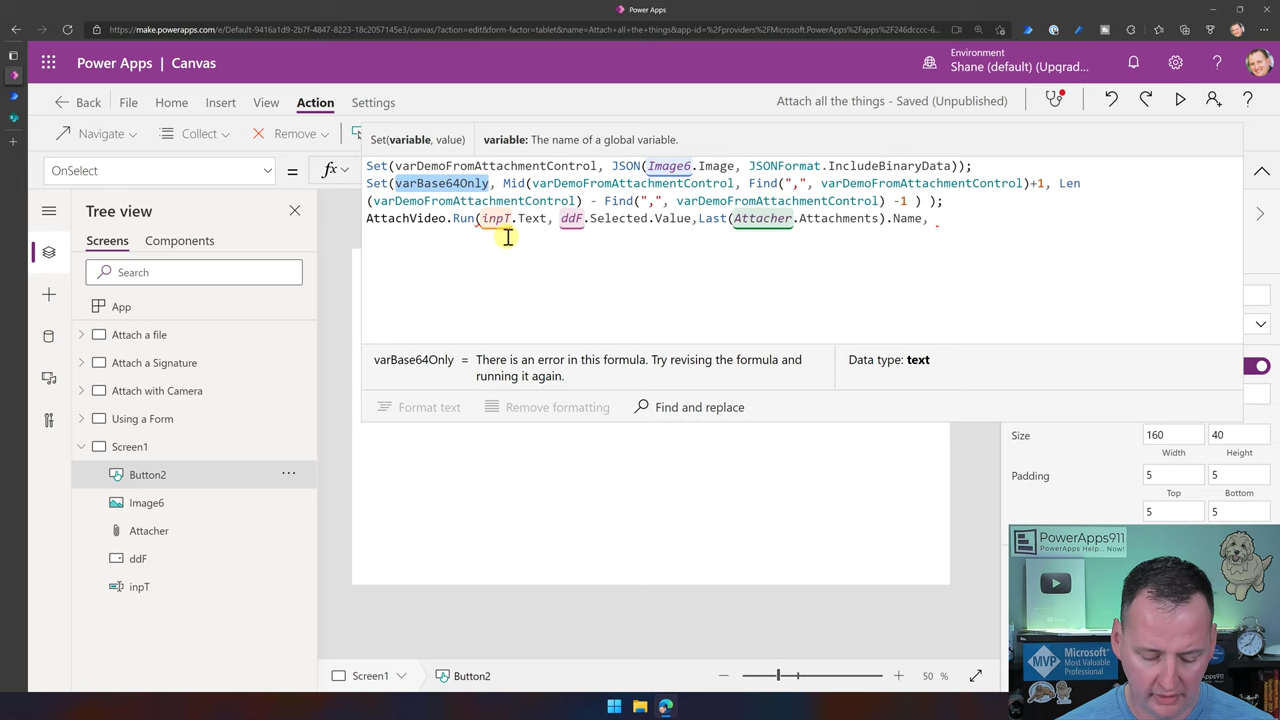 Power Apps
https://make.powerapps.com/e/Default-9416a1d9-2b7f-4847-8223-18c2057145e3/canvas/?action=edit&form-factor=tablet&name=Attach+all+the+things&app-id=%2Fproviders%2FMicrosoft.PowerApps%2Fapps%2F246dcccc-6...
Power Apps | Canvas
Environment
Shane (default) (Upgrad...
Back File Home Insert View Action Settings
Attach all the things - Saved (Unpublished)
Navigate Collect Remove
Set(variable, value) variable: The name of a global variable.
OnSelect = fx
Set(varDemoFromAttachmentControl, JSON(Image6.Image, JSONFormat.IncludeBinaryData));
Set(varBase64Only, Mid(varDemoFromAttachmentControl, Find(",", varDemoFromAttachmentControl)+1, Len
(varDemoFromAttachmentControl) - Find(",", varDemoFromAttachmentControl) -1 ) );
AttachVideo.Run(inpT.Text, ddF.Selected.Value,Last(Attacher.Attachments).Name,
varBase64Only = There is an error in this formula. Try revising the formula and
running it again.
Data type: text
Format text Remove formatting Find and replace
Tree view
Screens Components
Search
App
Attach a file
Attach a Signature
Attach with Camera
Using a Form
Screen1
Button2
Image6
Attacher
ddF
inpT
Size 160 40
Width Height
Padding 5 5
Top Bottom
5 5
PowerApps911
PowerApps Help... Now!
Microsoft
MVP Most Valuable
Professional
Screen1 Button2
50 %